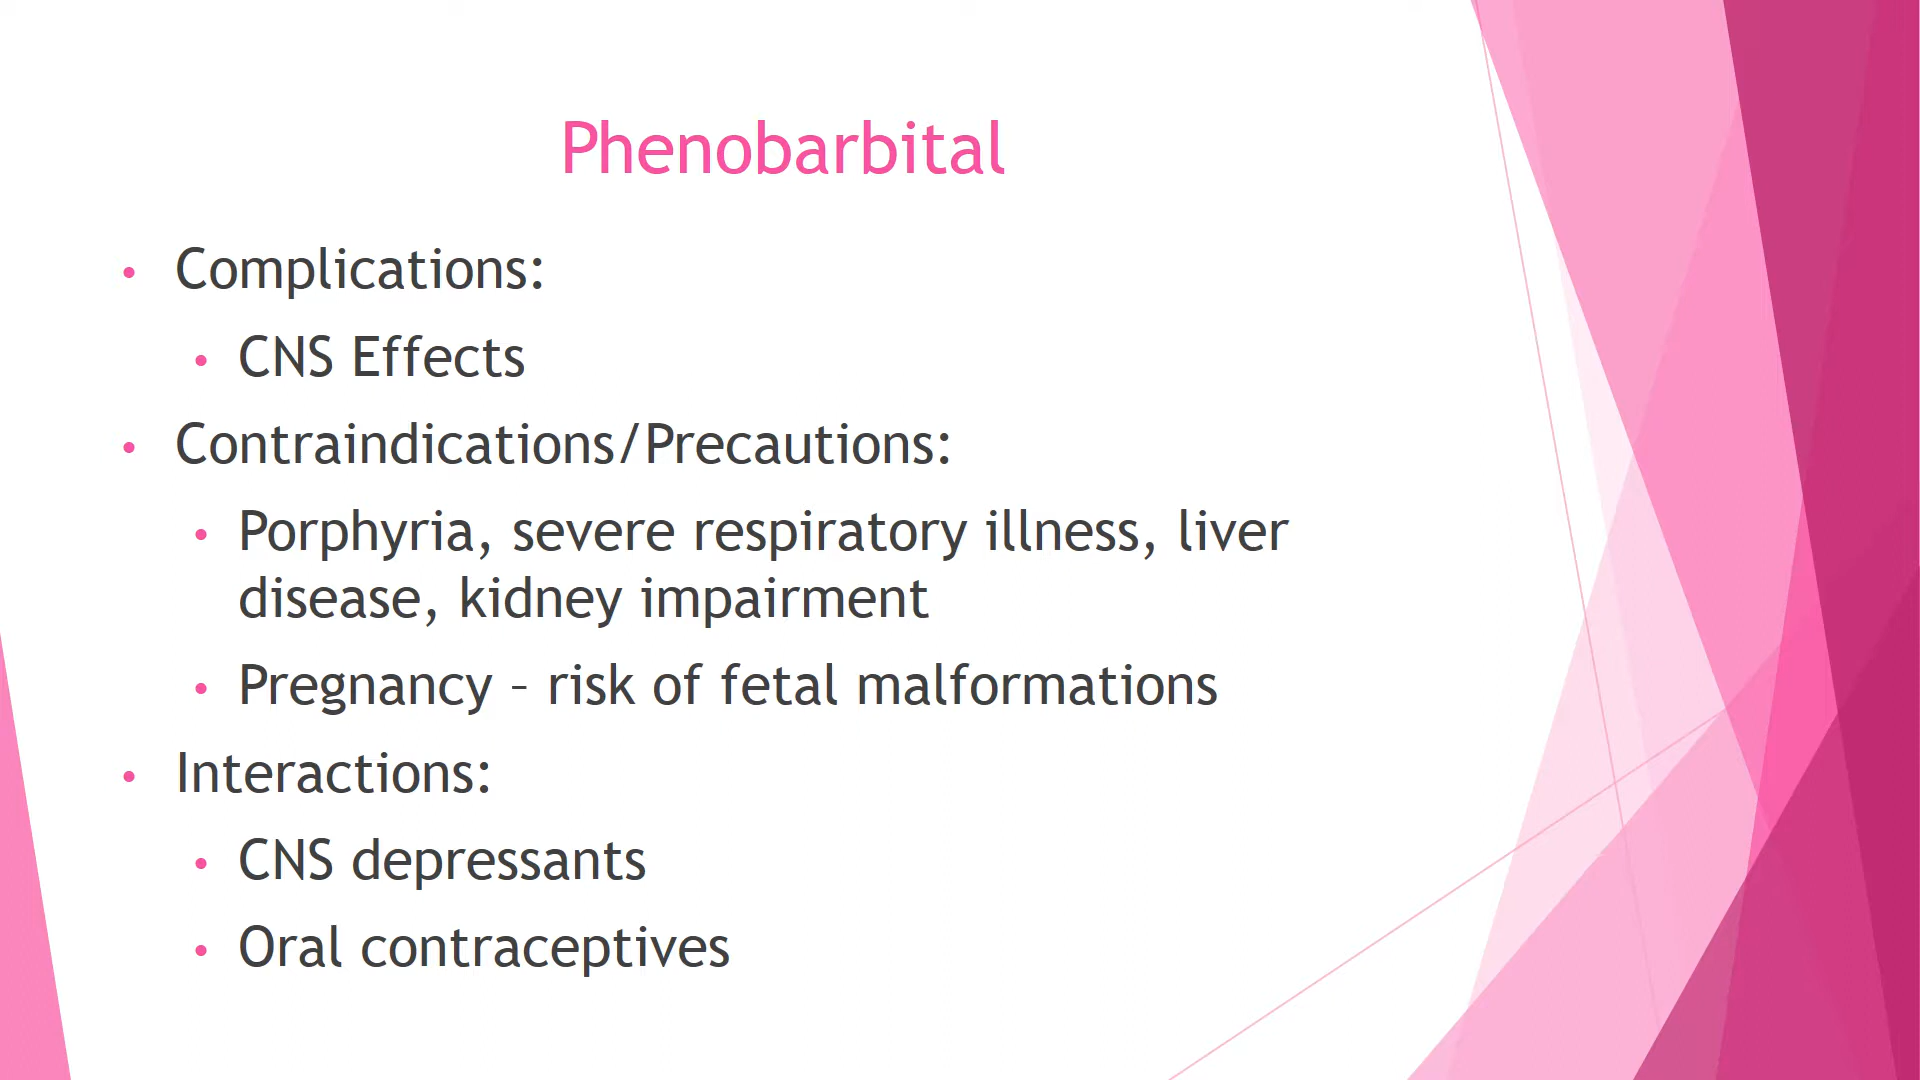 Phenobarbital
• Complications:
• CNS Effects
• Contraindications/Precautions:
• Porphyria, severe respiratory illness, liver
disease, kidney impairment
• Pregnancy – risk of fetal malformations
• Interactions:
• CNS depressants
• Oral contraceptives